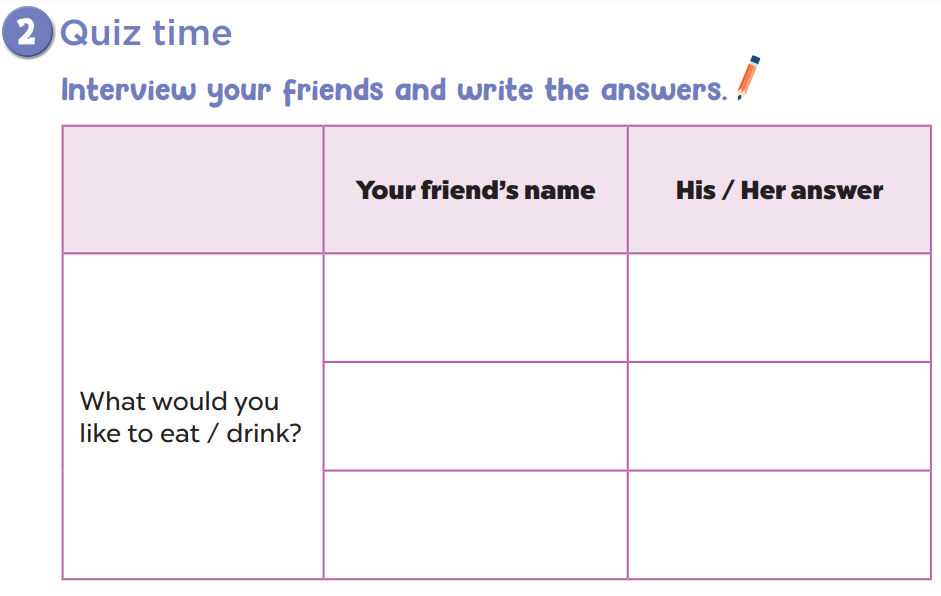 2 Quiz time
Interview your friends and write the answers.
Your friend's name
His / Her answer
What would you
like to eat / drink?